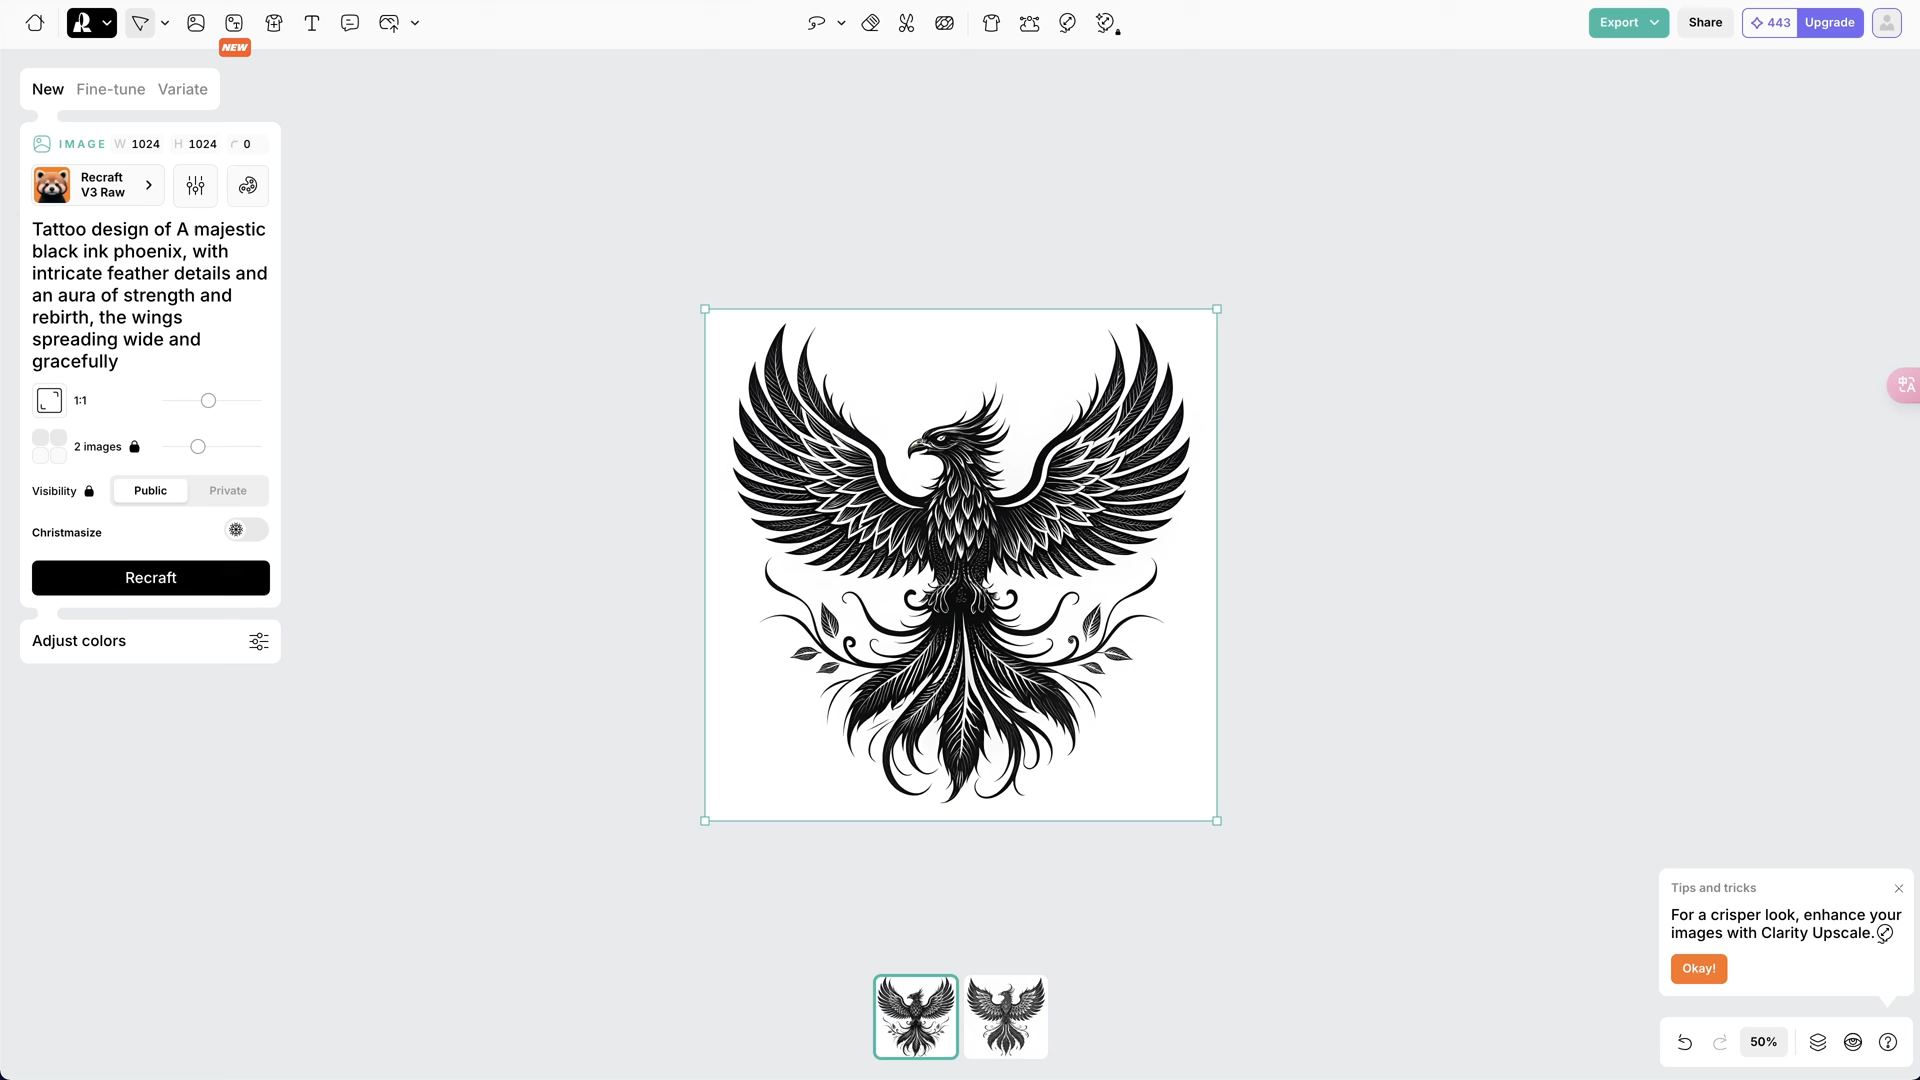 NEW
Export
Share
443 Upgrade
New Fine-tune Variate
IMAGE W 1024 H 1024 0
Recraft
V3 Raw
Tattoo design of A majestic
black ink phoenix, with
intricate feather details and
an aura of strength and
rebirth, the wings
spreading wide and
gracefully
1:1
2 images
Visibility Public Private
Christmasize
Recraft
Adjust colors
中A
Tips and tricks
For a crisper look, enhance your
images with Clarity Upscale.
Okay!
50%